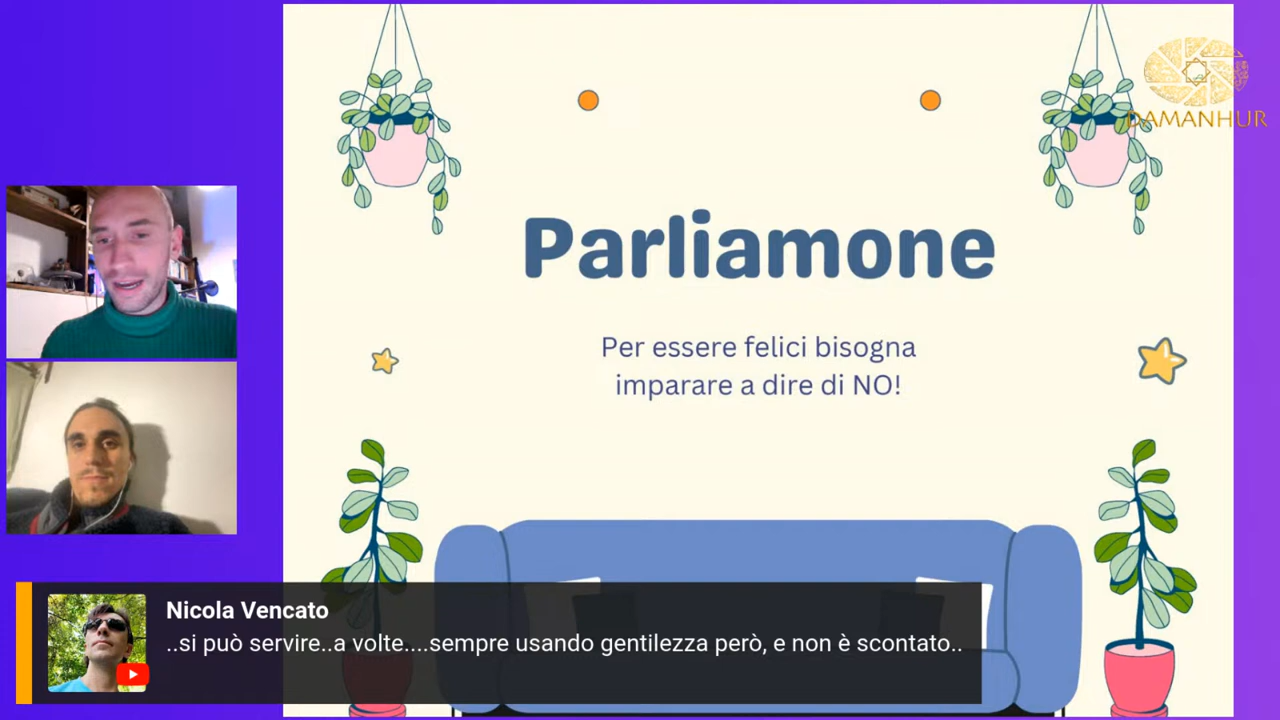 DAMANHUR
Parliamone
Per essere felici bisogna
imparare a dire di NO!
Nicola Vencato
..si può servire..a volte....sempre usando gentilezza però, e non è scontato..